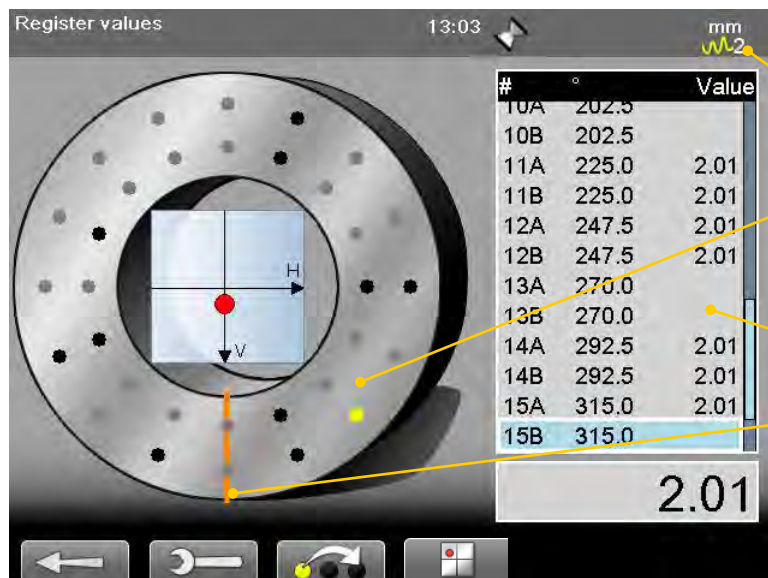 Register values 13:03 mm
2
# ° Value
10A 202.5
10B 202.5
11A 225.0 2.01
11B 225.0 2.01
12A 247.5 2.01
12B 247.5 2.01
13A 270.0
13B 270.0
14A 292.5 2.01
14B 292.5 2.01
15A 315.0 2.01
15B 315.0
H
V
2.01